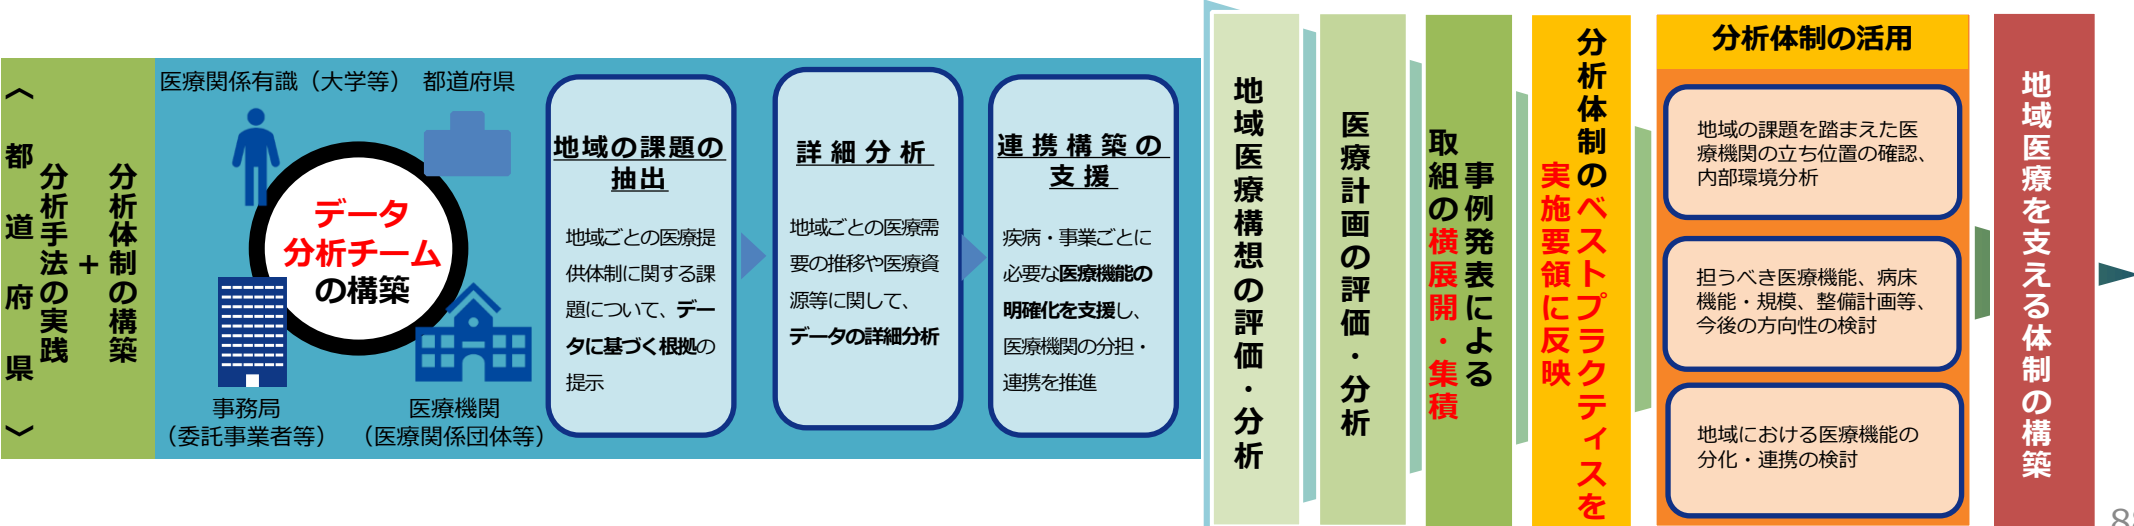 〈都道府県〉
分析体制の構築
+
分析手法の実践
医療関係有識（大学等）
都道府県
データ
分析チーム
の構築
事務局
（委託事業者等）
医療機関
（医療関係団体等）
地域の課題の
抽出
地域ごとの医療提
供体制に関する課
題について、デー
タに基づく根拠の
提示
詳細分析
地域ごとの医療需
要の推移や医療資
源等に関して、
データの詳細分析
連携構築の
支援
疾病・事業ごとに
必要な医療機能の
明確化を支援し、
医療機関の分担・
連携を推進
地域医療構想の評価・分析
医療計画の評価・分析
事例発表による
取組の横展開・集積
分析体制のベストプラクティスを
実施要領に反映
分析体制の活用
地域の課題を踏まえた医
療機関の立ち位置の確認、
内部環境分析
担うべき医療機能、病床
機能・規模、整備計画等、
今後の方向性の検討
地域における医療機能の
分化・連携の検討
地域医療を支える体制の構築